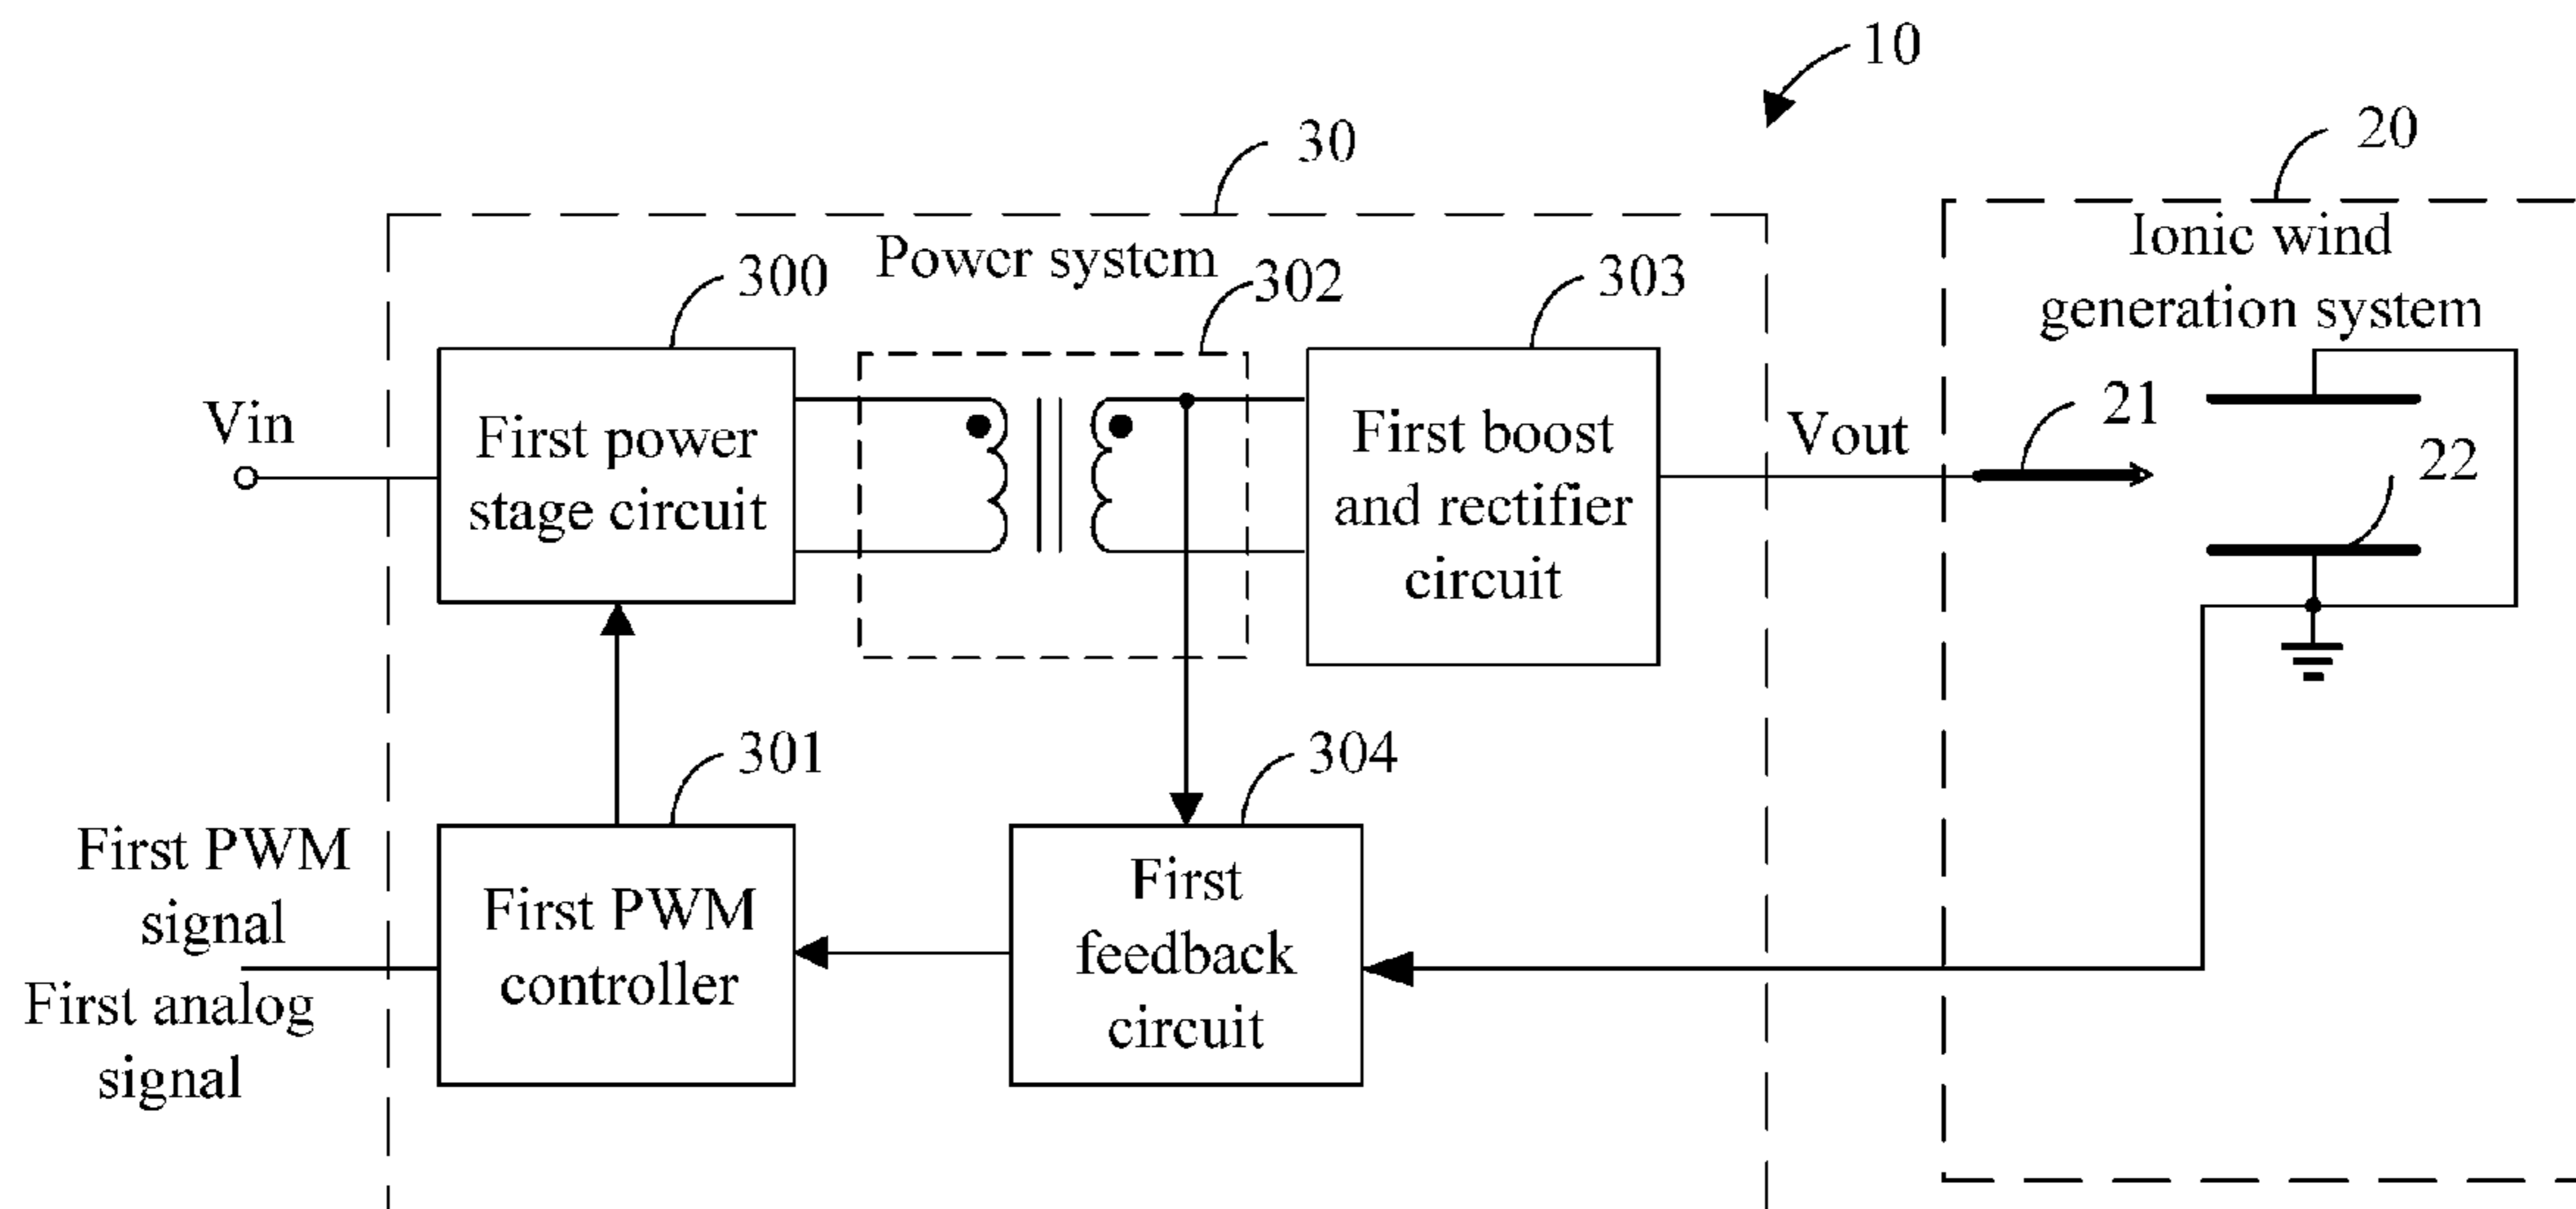 10
30
20
Power system
Ionic wind
generation system
300
302
303
Vin
First power
stage circuit
First boost
and rectifier
circuit
Vout
21
22
301
304
First PWM
signal
First analog
signal
First PWM
controller
First
feedback
circuit